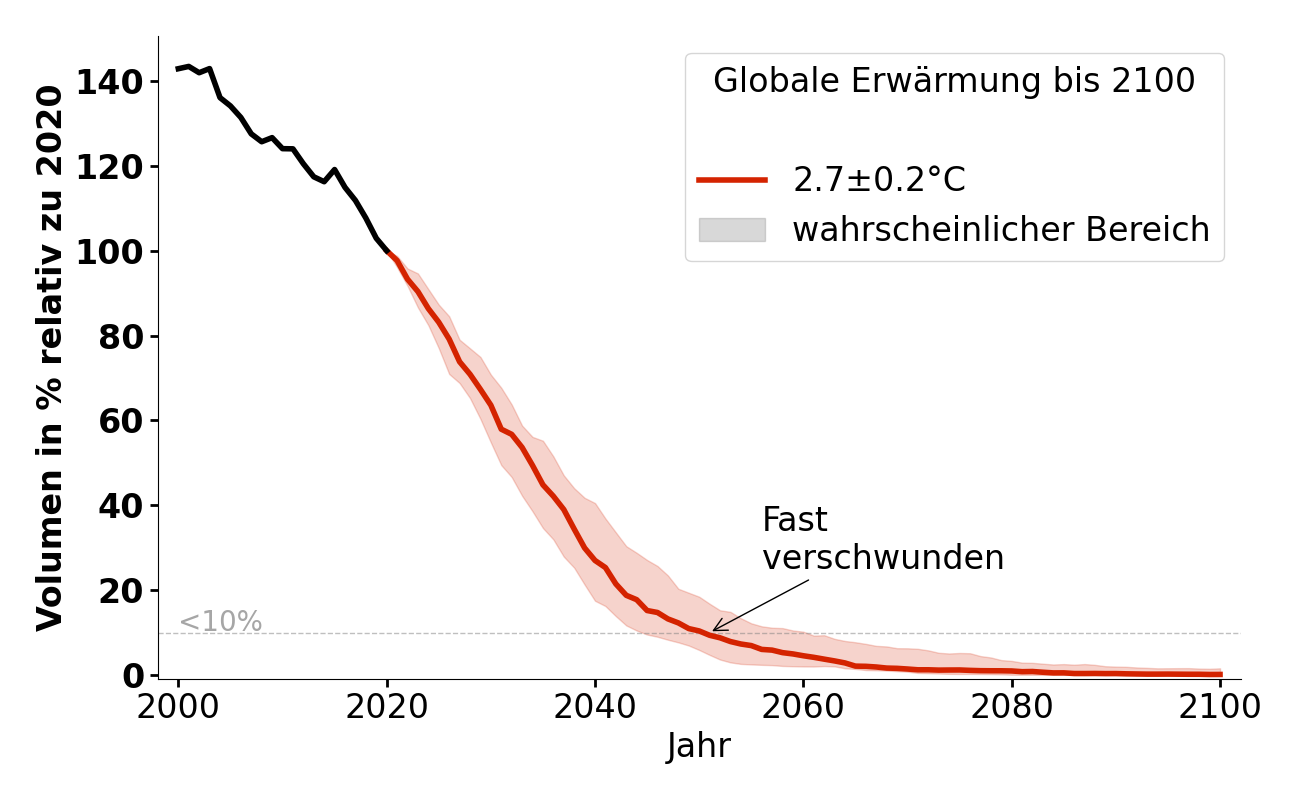 Volumen in % relativ zu 2020
140
120
100
80
60
40
20
0
Globale Erwärmung bis 2100
2.7±0.2°C
wahrscheinlicher Bereich
Fast
verschwunden
<10%
2000
2020
2040
2060
2080
2100
Jahr